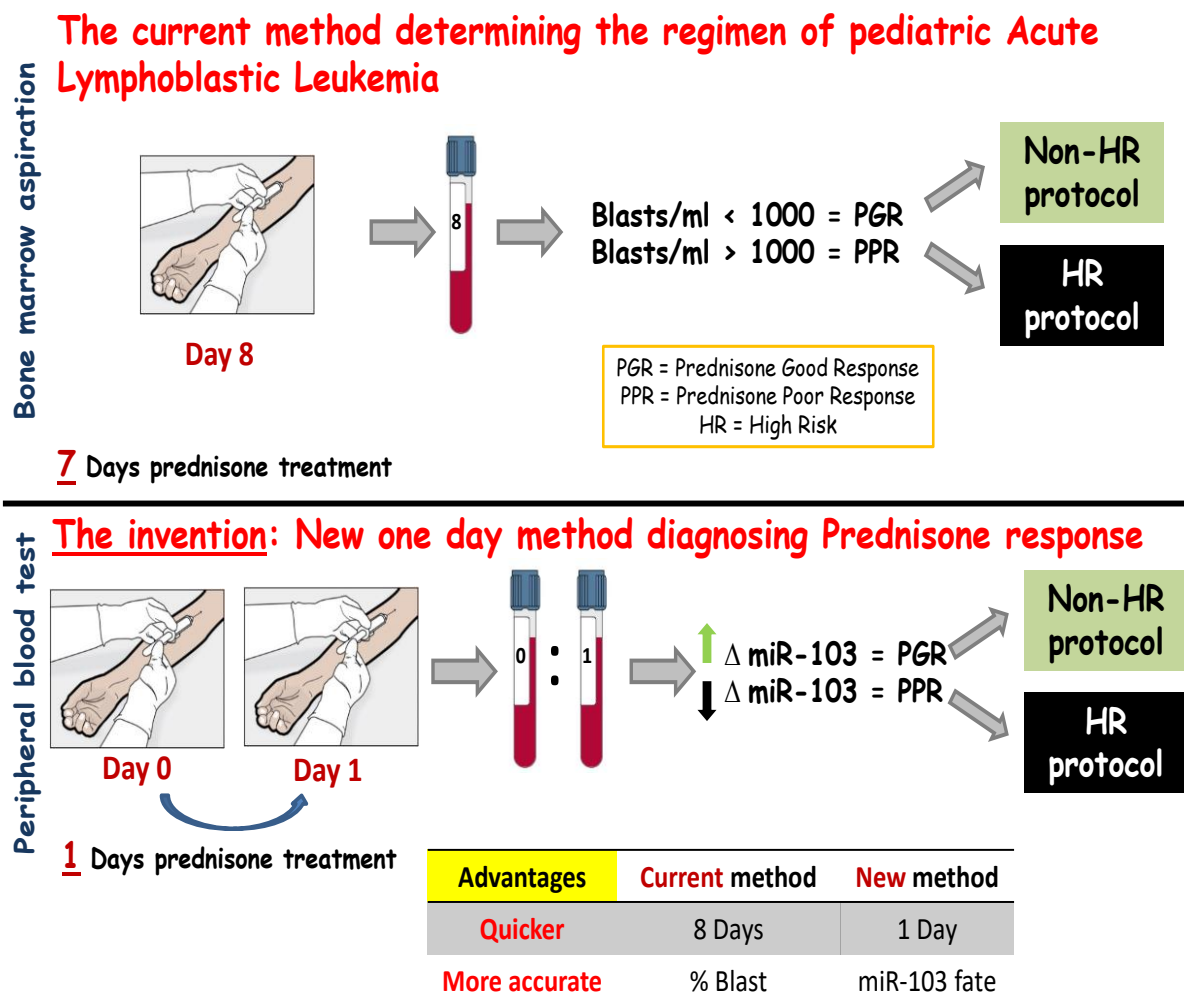 The current method determining the regimen of pediatric Acute
Lymphoblastic Leukemia
Bone marrow aspiration
Day 8
8
Blasts/ml < 1000 = PGR
Blasts/ml > 1000 = PPR
Non-HR
protocol
HR
protocol
PGR = Prednisone Good Response
PPR = Prednisone Poor Response
HR = High Risk
7 Days prednisone treatment
The invention: New one day method diagnosing Prednisone response
Peripheral blood test
Day 0
Day 1
0 : 1
Δ miR-103 = PGR
Δ miR-103 = PPR
Non-HR
protocol
HR
protocol
1 Days prednisone treatment
Advantages Current method New method
Quicker 8 Days 1 Day
More accurate % Blast miR-103 fate